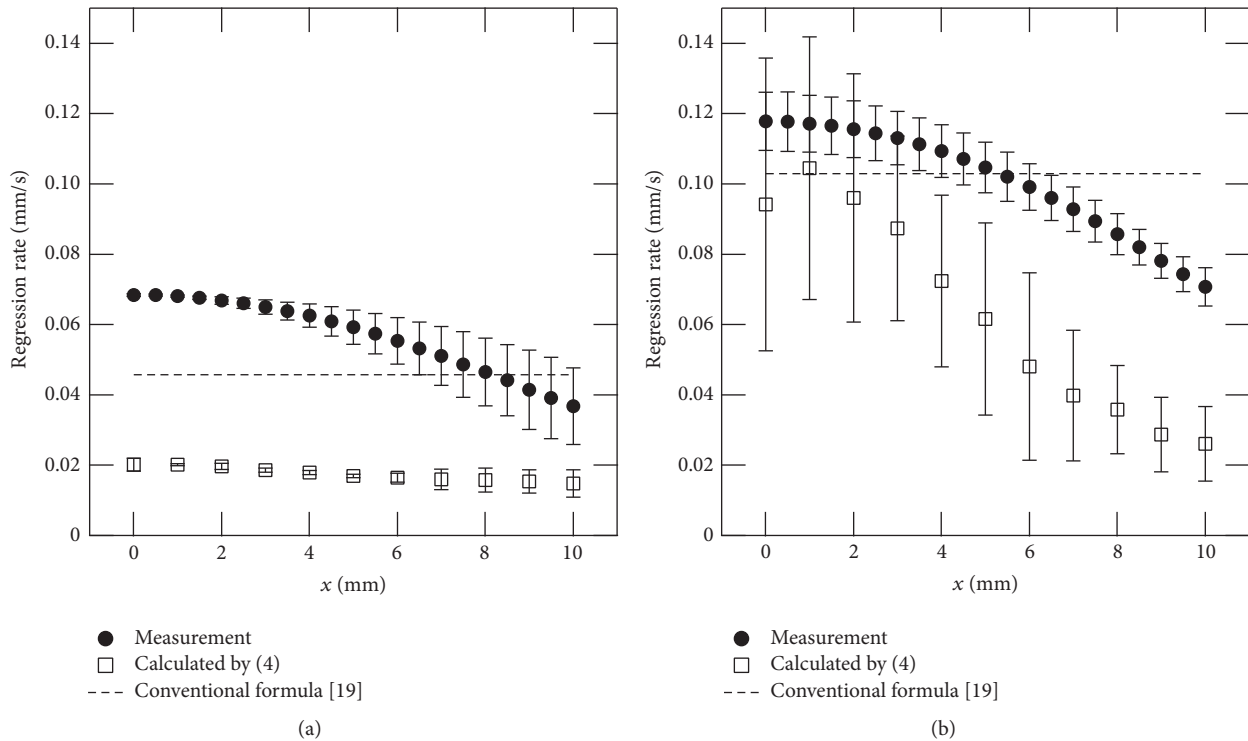 0.14
0.12
0.10
0.08
0.06
0.04
0.02
0
Regression rate (mm/s)
0 2 4 6 8 10
x (mm)
Measurement
Calculated by (4)
Conventional formula [19]
(a)
0.14
0.12
0.10
0.08
0.06
0.04
0.02
0
Regression rate (mm/s)
0 2 4 6 8 10
x (mm)
Measurement
Calculated by (4)
Conventional formula [19]
(b)